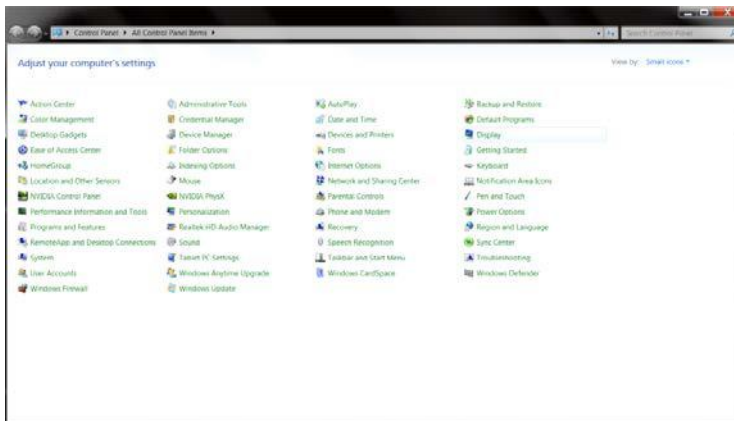 Control Panel ▸ All Control Panel Items ▸ Search Control Panel
Adjust your computer's settings View by: Small icons
Action Center Administrative Tools AutoPlay Backup and Restore
Color Management Credential Manager Date and Time Default Programs
Desktop Gadgets Device Manager Devices and Printers Display
Ease of Access Center Folder Options Fonts Getting Started
HomeGroup Indexing Options Internet Options Keyboard
Location and Other Sensors Mouse Network and Sharing Center Notification Area Icons
NVIDIA Control Panel NVIDIA PhysX Parental Controls Pen and Touch
Performance Information and Tools Personalization Phone and Modem Power Options
Programs and Features Realtek HD Audio Manager Recovery Region and Language
RemoteApp and Desktop Connections Sound Speech Recognition Sync Center
System Tablet PC Settings Taskbar and Start Menu Troubleshooting
User Accounts Windows Anytime Upgrade Windows CardSpace Windows Defender
Windows Firewall Windows Update